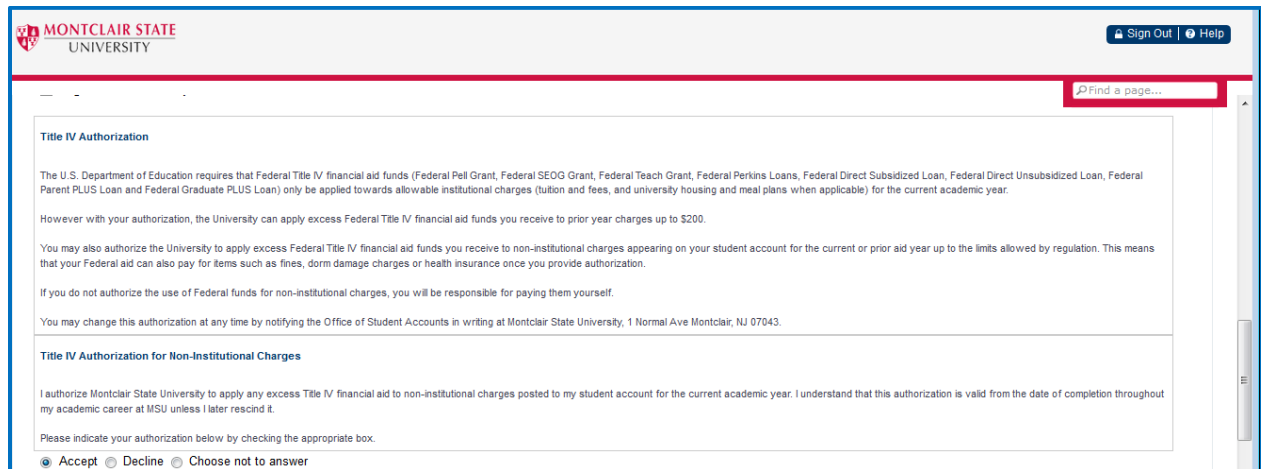 MONTCLAIR STATE
UNIVERSITY
Sign Out | Help
Find a page...
Title IV Authorization
The U.S. Department of Education requires that Federal Title IV financial aid funds (Federal Pell Grant, Federal SEOG Grant, Federal Teach Grant, Federal Perkins Loans, Federal Direct Subsidized Loan, Federal Direct Unsubsidized Loan, Federal
Parent PLUS Loan and Federal Graduate PLUS Loan) only be applied towards allowable institutional charges (tuition and fees, and university housing and meal plans when applicable) for the current academic year.
However with your authorization, the University can apply excess Federal Title IV financial aid funds you receive to prior year charges up to $200.
You may also authorize the University to apply excess Federal Title IV financial aid funds you receive to non-institutional charges appearing on your student account for the current or prior aid year up to the limits allowed by regulation. This means
that your Federal aid can also pay for items such as fines, dorm damage charges or health insurance once you provide authorization.
If you do not authorize the use of Federal funds for non-institutional charges, you will be responsible for paying them yourself.
You may change this authorization at any time by notifying the Office of Student Accounts in writing at Montclair State University, 1 Normal Ave Montclair, NJ 07043.
Title IV Authorization for Non-Institutional Charges
I authorize Montclair State University to apply any excess Title IV financial aid to non-institutional charges posted to my student account for the current academic year. I understand that this authorization is valid from the date of completion throughout
my academic career at MSU unless I later rescind it.
Please indicate your authorization below by checking the appropriate box.
Accept Decline Choose not to answer